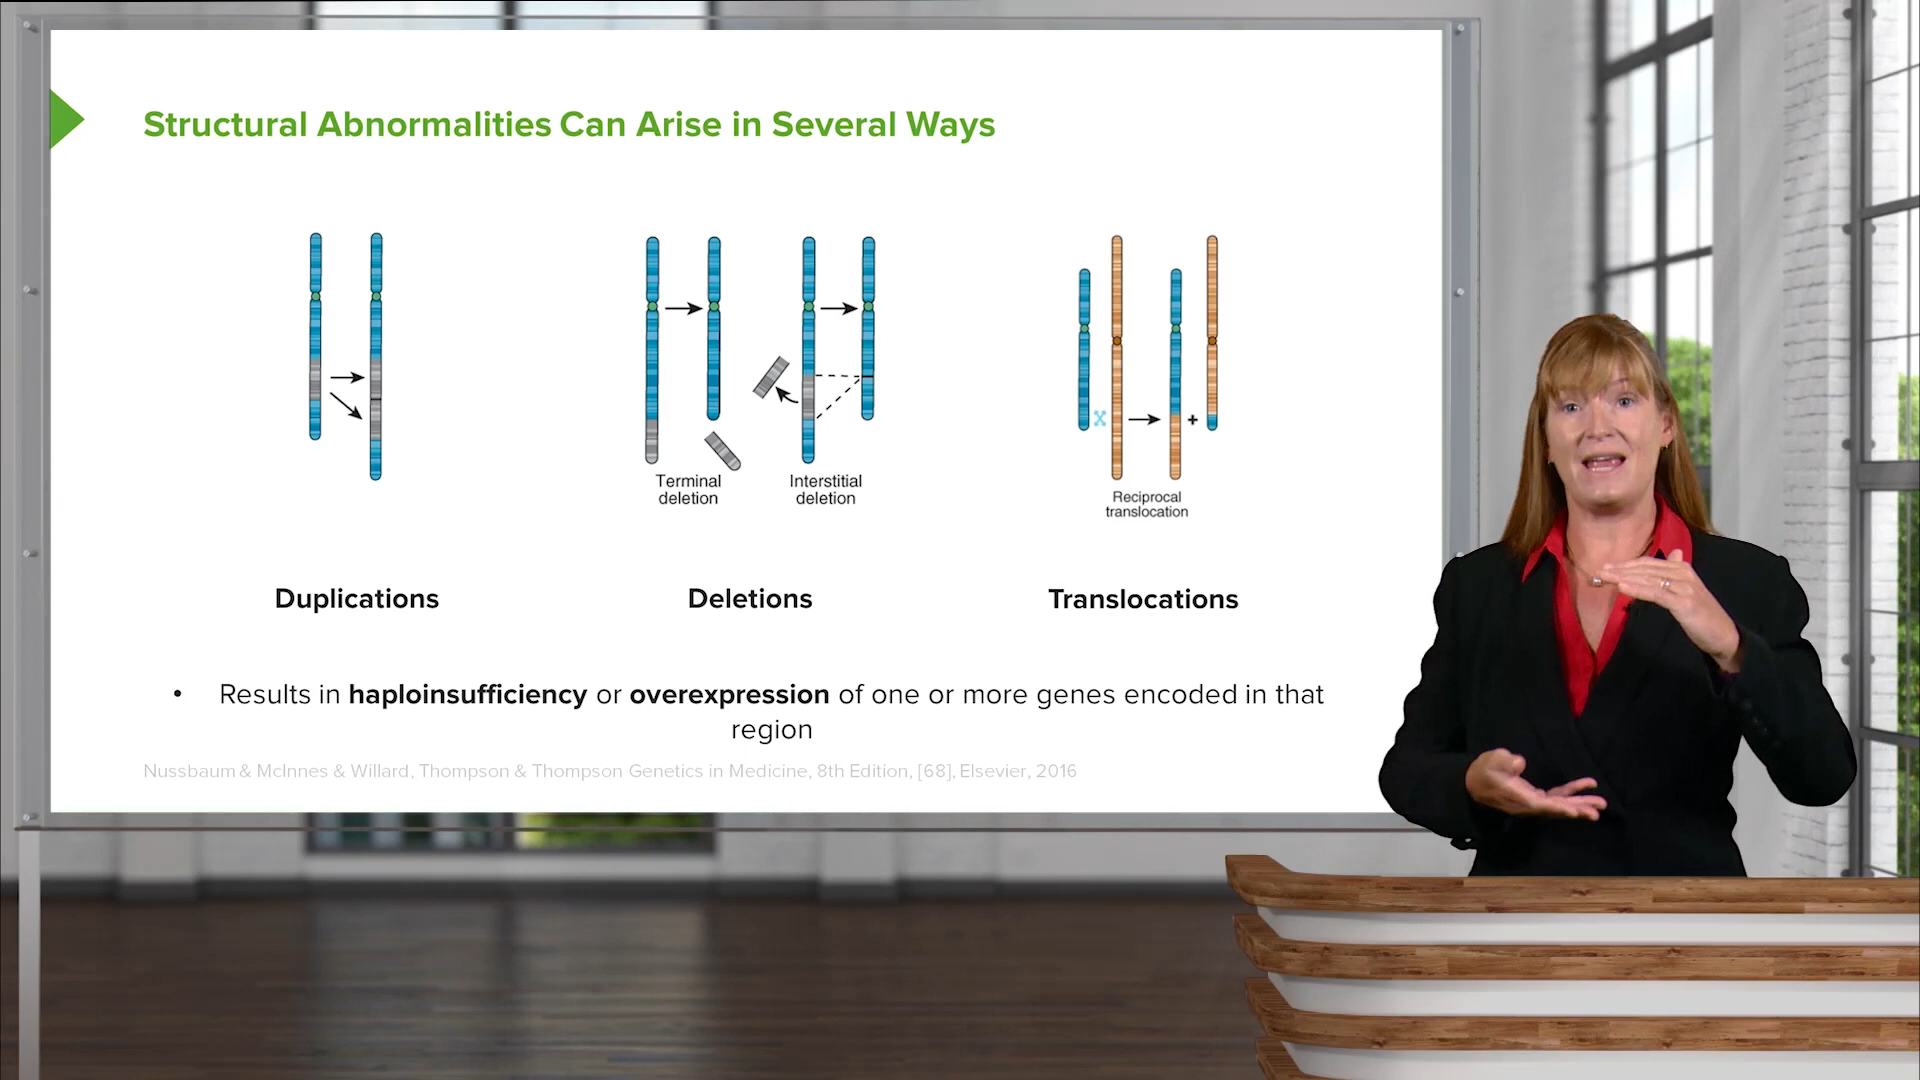 Structural Abnormalities Can Arise in Several Ways
Terminal
deletion
Interstitial
deletion
+
Reciprocal
translocation
Duplications
Deletions
Translocations
• Results in haploinsufficiency or overexpression of one or more genes encoded in that
region
Nussbaum & McInnes & Willard, Thompson & Thompson Genetics in Medicine, 8th Edition, [68], Elsevier, 2016